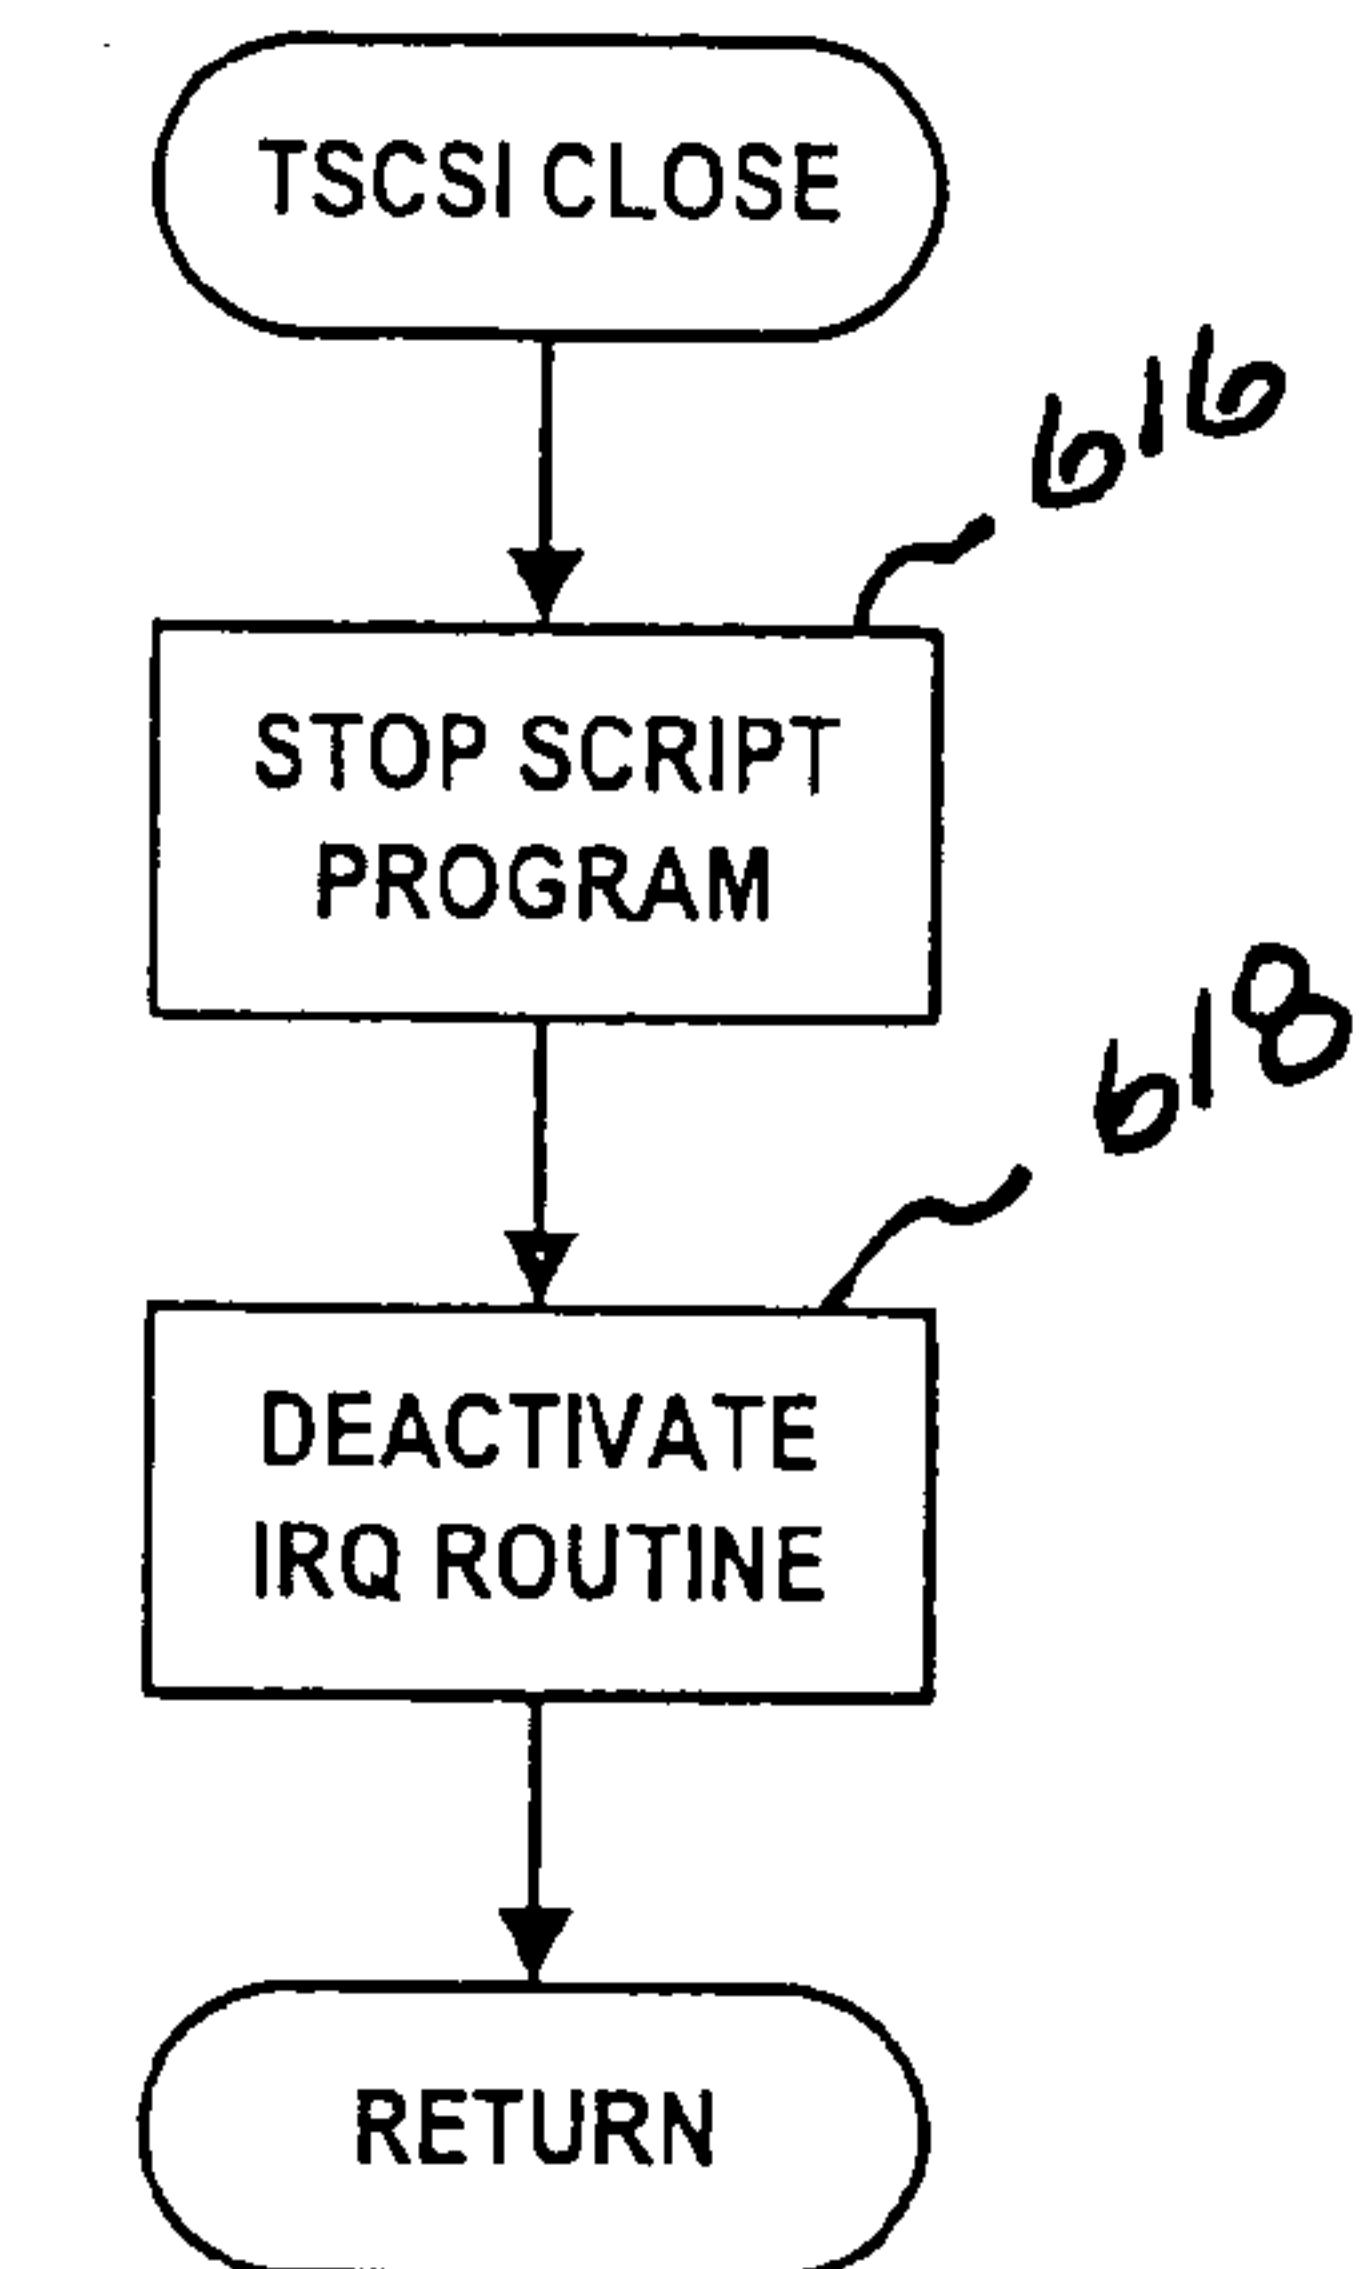 TSCSI CLOSE
616
STOP SCRIPT
PROGRAM
618
DEACTIVATE
IRQ ROUTINE
RETURN